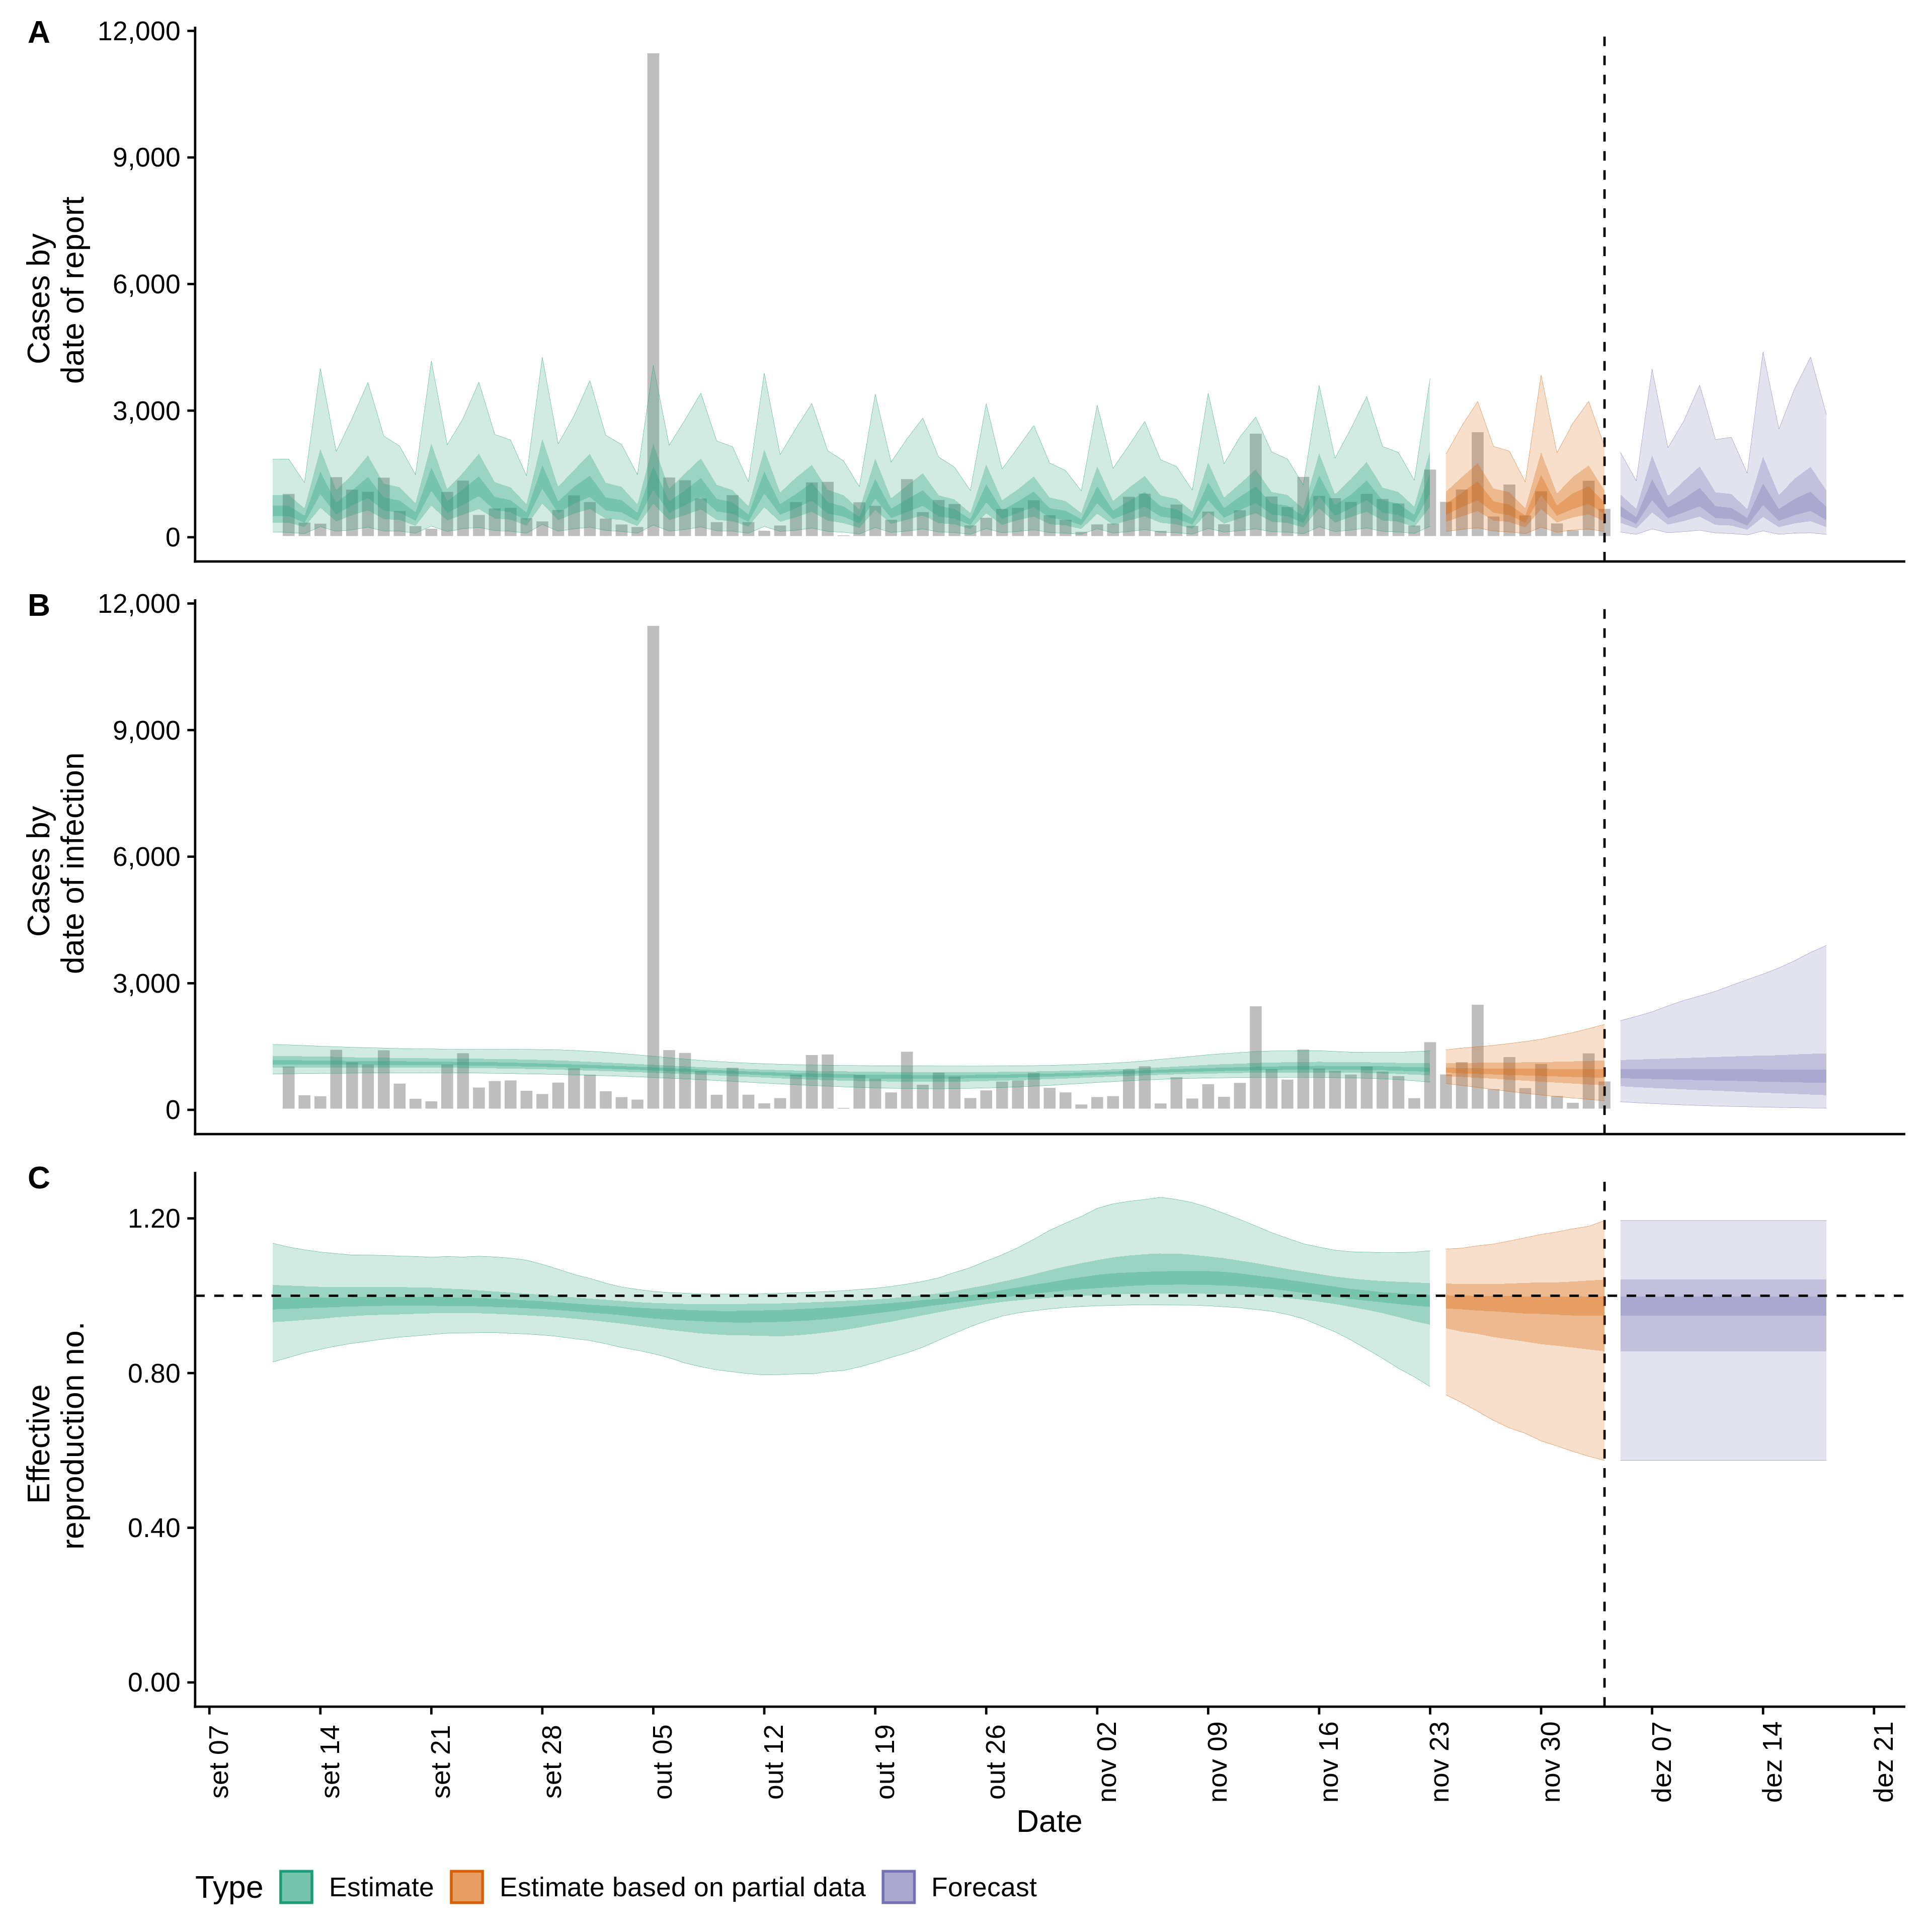 A
12,000
9,000
6,000
3,000
0
Cases by
date of report
B
12,000
9,000
6,000
3,000
0
Cases by
date of infection
C
1.20
0.80
0.40
0.00
Effective
reproduction no.
set 07
set 14
set 21
set 28
out 05
out 12
out 19
out 26
nov 02
nov 09
nov 16
nov 23
nov 30
dez 07
dez 14
dez 21
Date
Type Estimate Estimate based on partial data Forecast